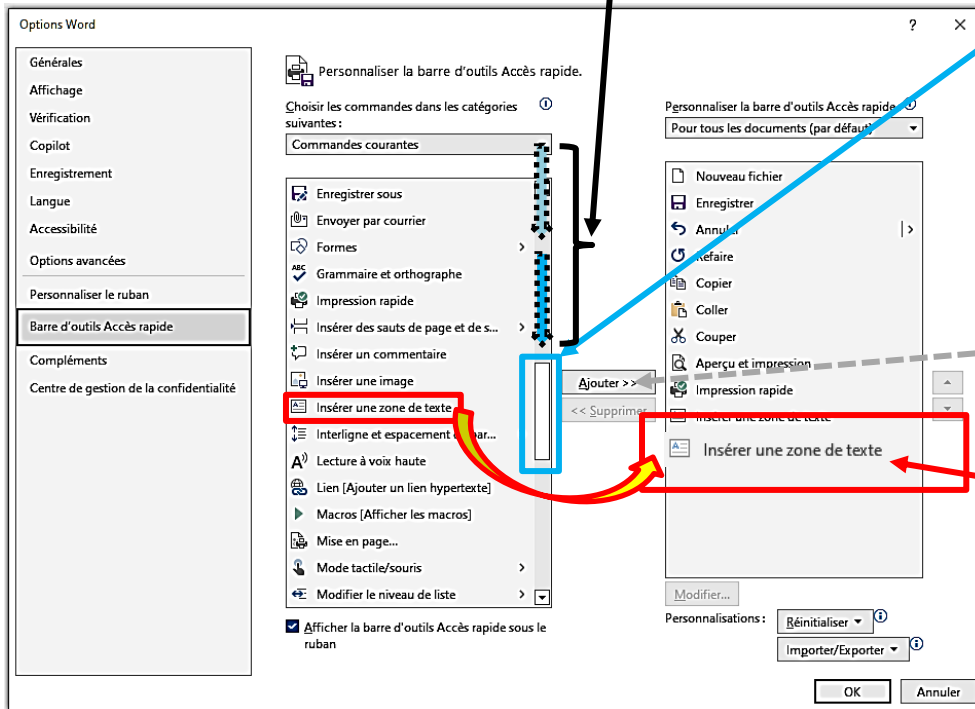 Options Word
?
Générales
Affichage
Vérification
Copilot
Enregistrement
Langue
Accessibilité
Options avancées
Personnaliser le ruban
Barre d'outils Accès rapide
Compléments
Centre de gestion de la confidentialité
Personnaliser la barre d'outils Accès rapide.
Choisir les commandes dans les catégories
suivantes :
Commandes courantes
Enregistrer sous
Envoyer par courrier
Formes
Grammaire et orthographe
Impression rapide
Insérer des sauts de page et de s...
Insérer un commentaire
Insérer une image
Insérer une zone de texte
Interligne et espacement
par...
Lecture à voix haute
Lien [Ajouter un lien hypertexte]
Macros [Afficher les macros]
Mise en page...
Mode tactile/souris
Modifier le niveau de liste
Afficher la barre d'outils Accès rapide sous le
ruban
Ajouter >>
<< Supprimer
Personnaliser la barre d'outils Accès rapide
Pour tous les documents (par défaut)
Nouveau fichier
Enregistrer
Annuler
Refaire
Copier
Coller
Couper
Aperçu et impression
Impression rapide
Insérer une zone de texte
Insérer une zone de texte
Modifier...
Personnalisations :
Réinitialiser
Importer/Exporter
OK
Annuler